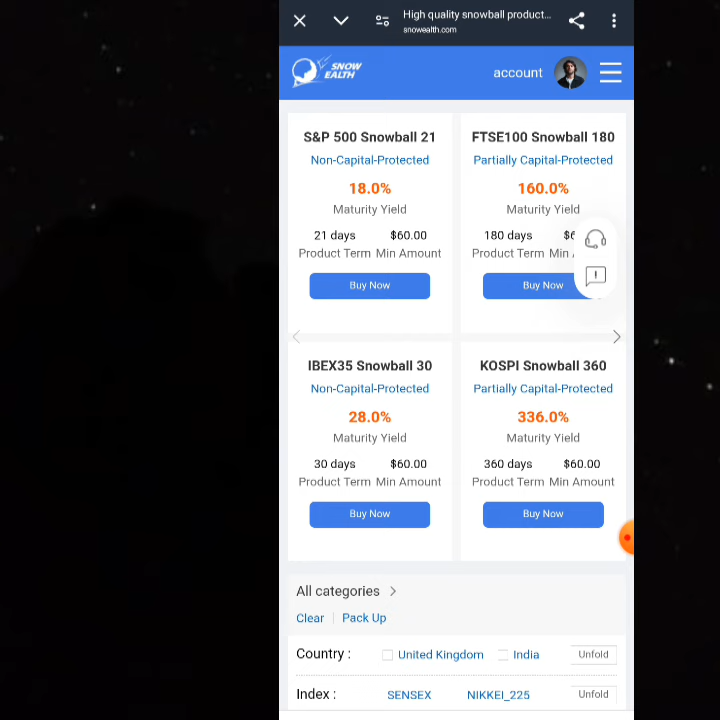 High quality snowball product...
snowealth.com
SNOW
EALTH
account
S&P 500 Snowball 21
Non-Capital-Protected
18.0%
Maturity Yield
21 days $60.00
Product Term Min Amount
Buy Now
FTSE100 Snowball 180
Partially Capital-Protected
160.0%
Maturity Yield
180 days
Product Term Min
Buy Now
IBEX35 Snowball 30
Non-Capital-Protected
28.0%
Maturity Yield
30 days $60.00
Product Term Min Amount
Buy Now
KOSPI Snowball 360
Partially Capital-Protected
336.0%
Maturity Yield
360 days $60.00
Product Term Min Amount
Buy Now
All categories >
Clear | Pack Up
Country : United Kingdom India Unfold
Index : SENSEX NIKKEI_225 Unfold